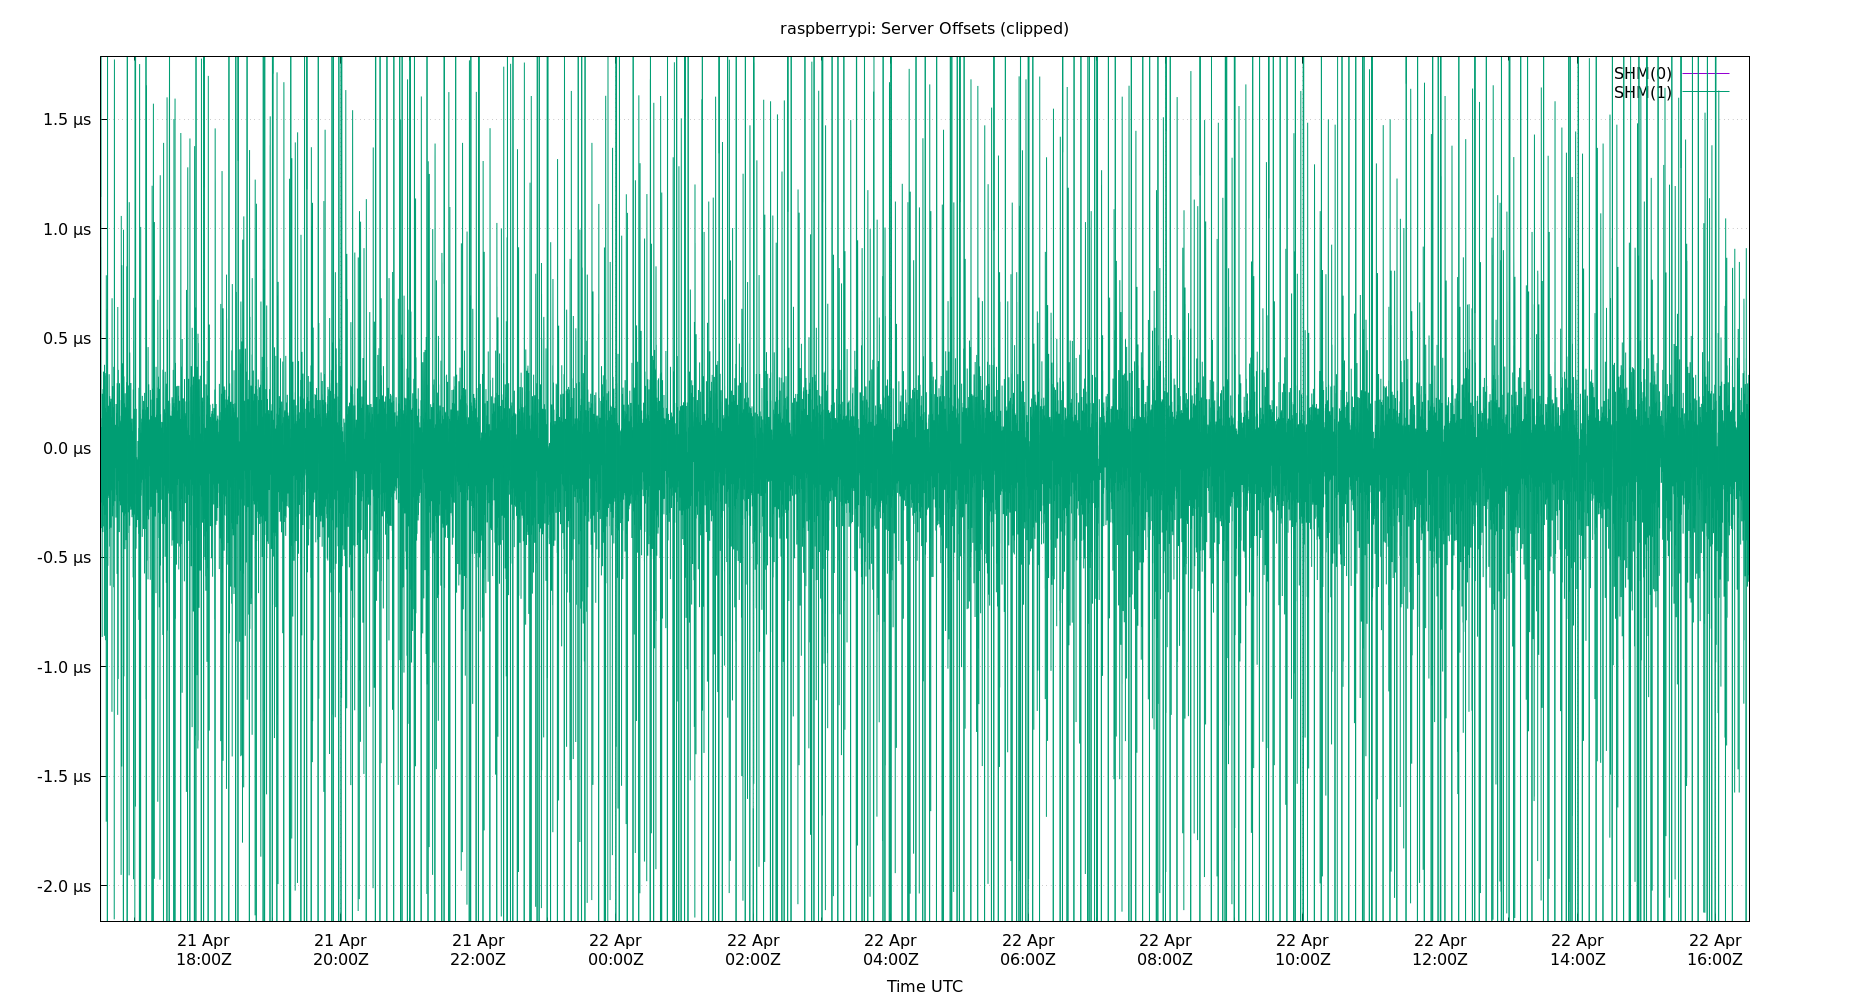 raspberrypi: Server Offsets (clipped)
SHM(0)
SHM(1)
1.5 µs
1.0 µs
0.5 µs
0.0 µs
-0.5 µs
-1.0 µs
-1.5 µs
-2.0 µs
21 Apr 21 Apr 21 Apr 22 Apr 22 Apr 22 Apr 22 Apr 22 Apr 22 Apr 22 Apr 22 Apr 22 Apr
18:00Z 20:00Z 22:00Z 00:00Z 02:00Z 04:00Z 06:00Z 08:00Z 10:00Z 12:00Z 14:00Z 16:00Z
Time UTC